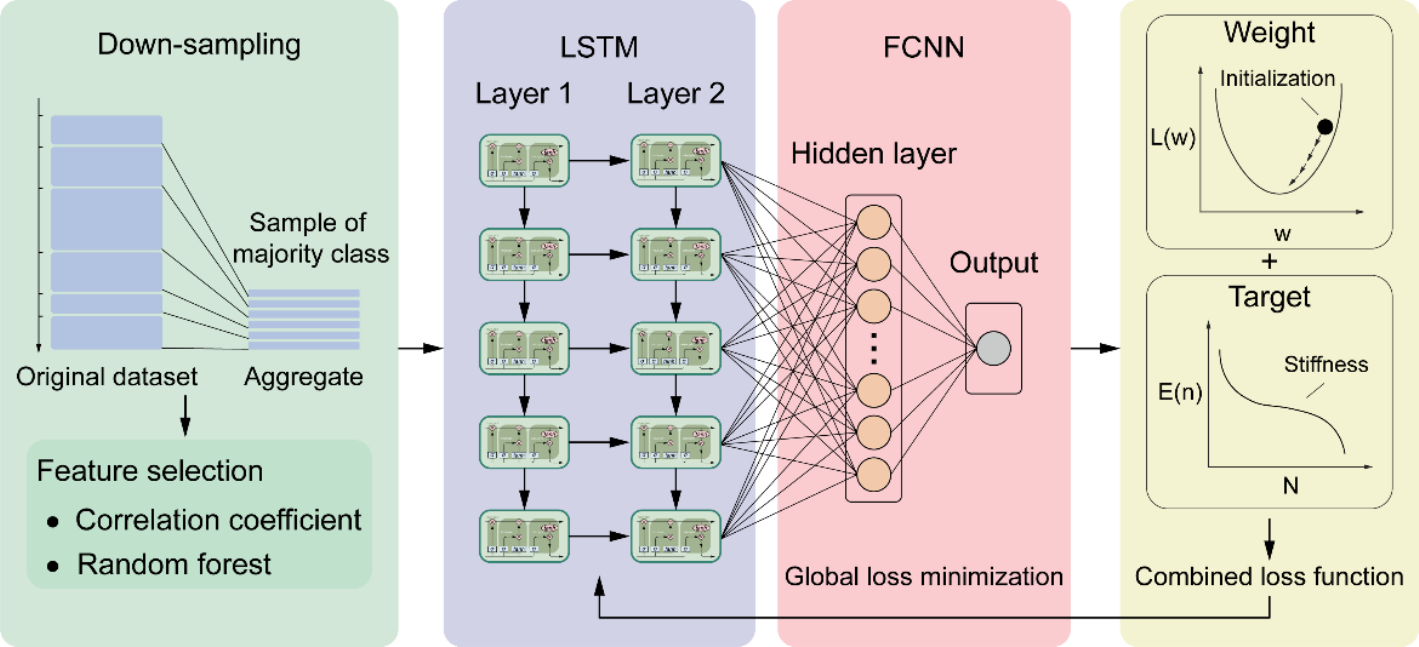 Down-sampling
Sample of
majority class
Original dataset
Aggregate
Feature selection
• Correlation coefficient
• Random forest
LSTM
Layer 1
Layer 2
FCNN
Hidden layer
Output
Global loss minimization
Weight
Initialization
L(w)
w
+
Target
Stiffness
E(n)
N
Combined loss function